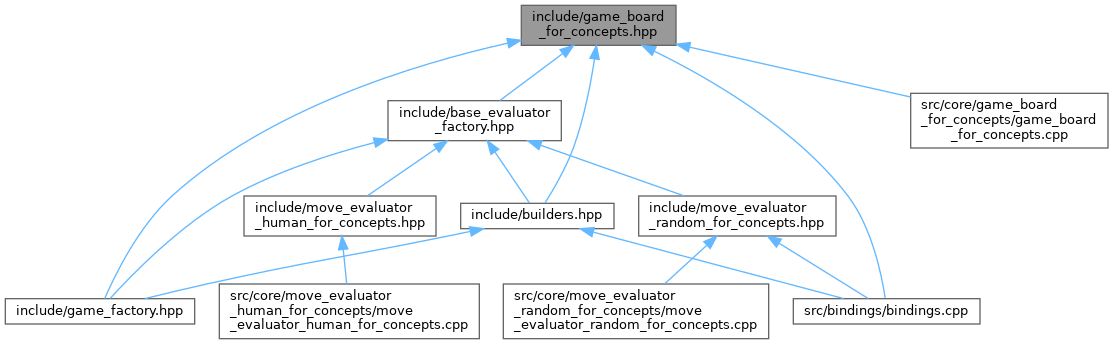 include/game_board
_for_concepts.hpp
include/base_evaluator
_factory.hpp
src/core/game_board
_for_concepts/game_board
_for_concepts.cpp
include/move_evaluator
_human_for_concepts.hpp
include/builders.hpp
include/move_evaluator
_random_for_concepts.hpp
include/game_factory.hpp
src/core/move_evaluator
_human_for_concepts/move
_evaluator_human_for_concepts.cpp
src/core/move_evaluator
_random_for_concepts/move
_evaluator_random_for_concepts.cpp
src/bindings/bindings.cpp